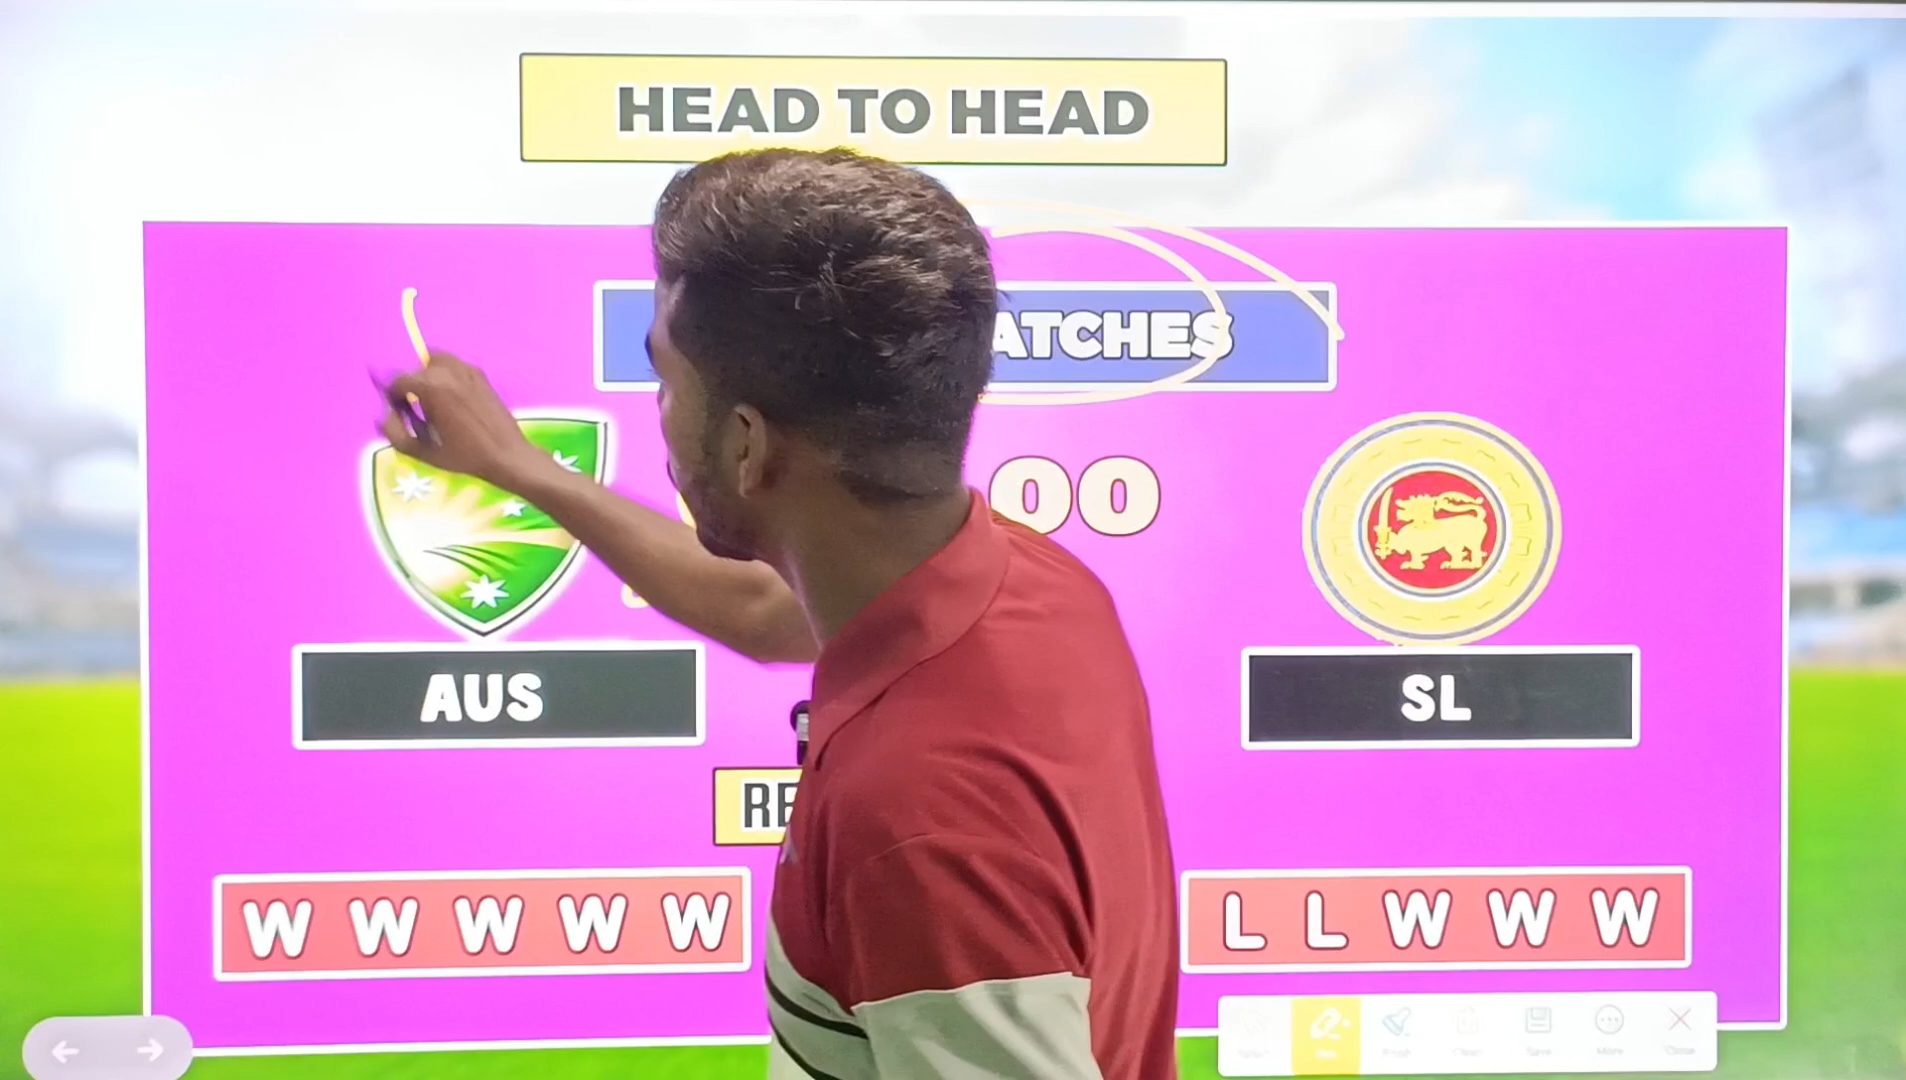 HEAD TO HEAD
ATCHES
00
AUS
SL
RE
W W W W W
L L W W W